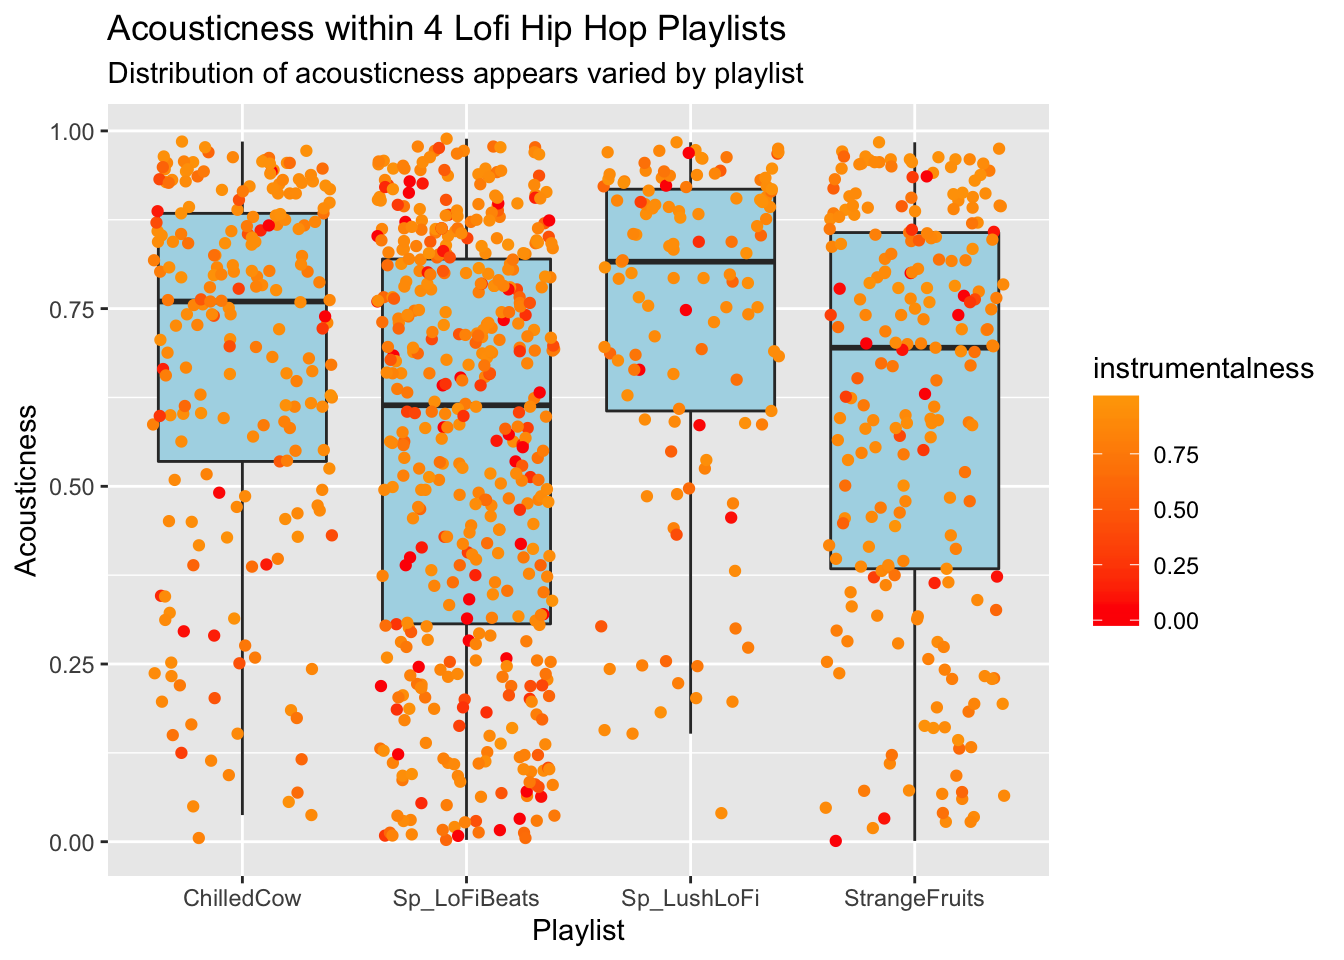 Acousticness within 4 Lofi Hip Hop Playlists
Distribution of acousticness appears varied by playlist
1.00
0.75
0.50
0.25
0.00
Acousticness
ChilledCow
Sp_LoFiBeats
Sp_LushLoFi
StrangeFruits
Playlist
instrumentalness
0.75
0.50
0.25
0.00